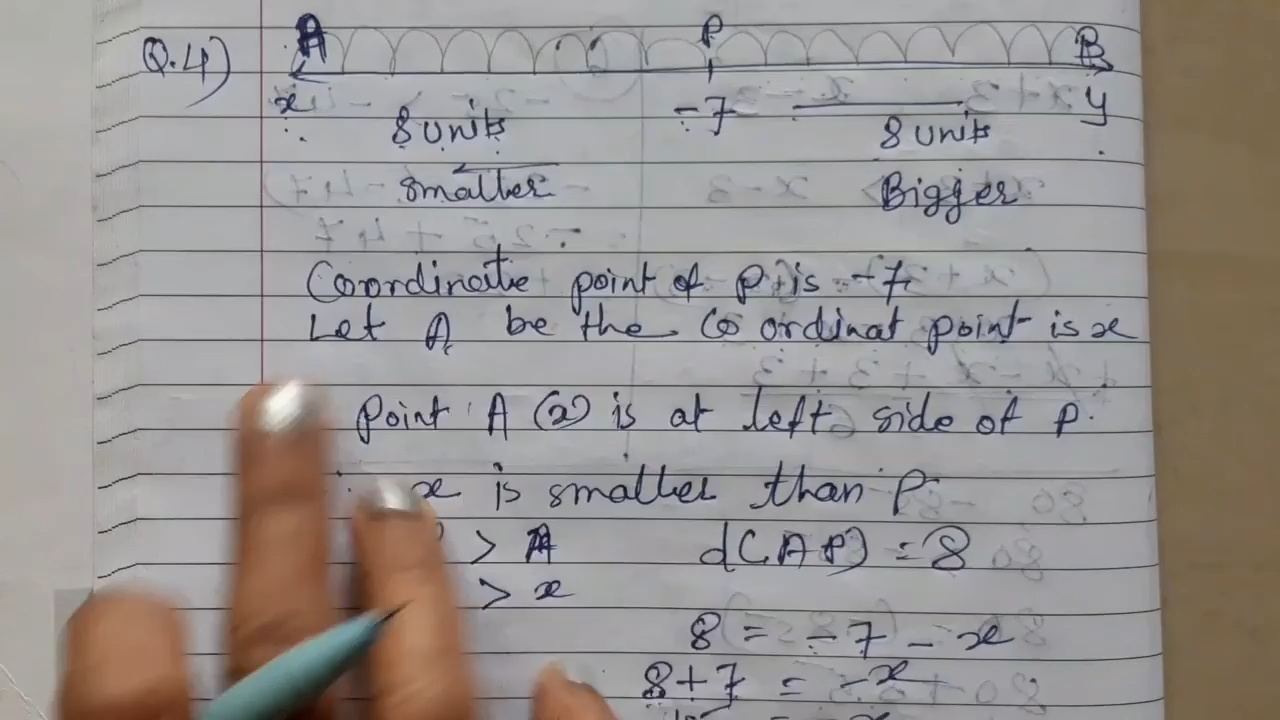 Q.4) A P B
x -7 y
8 units 8 units
smaller Bigger
Coordinate point of P is -7.
Let A be the Co ordinat point is x
Point A (x) is at left side of P.
x is smaller than P
> A d(A P) = 8
> x
8 = -7 - x
8+7 = -x